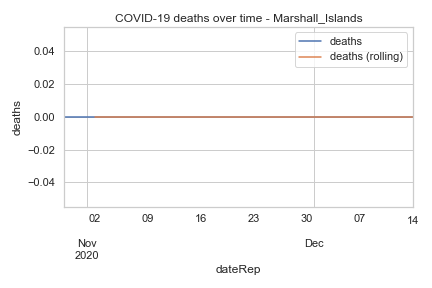 COVID-19 deaths over time - Marshall_Islands
deaths
deaths (rolling)
0.04
0.02
0.00
−0.02
−0.04
deaths
02 09 16 23 30 07 14
Nov Dec
2020
dateRep